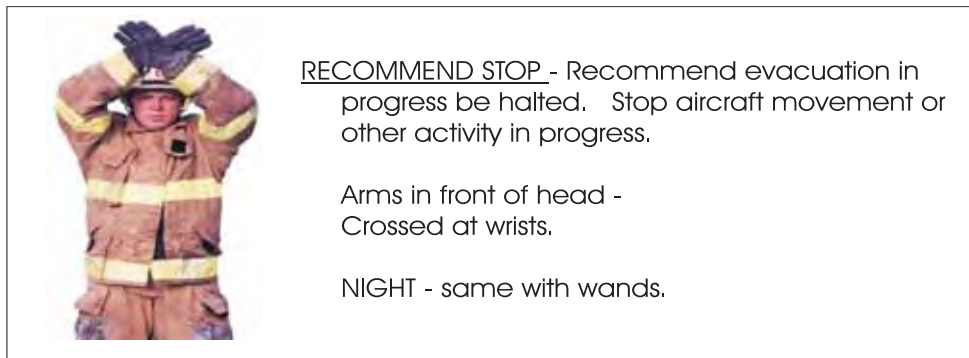 RECOMMEND STOP - Recommend evacuation in
progress be halted. Stop aircraft movement or
other activity in progress.
Arms in front of head -
Crossed at wrists.
NIGHT - same with wands.